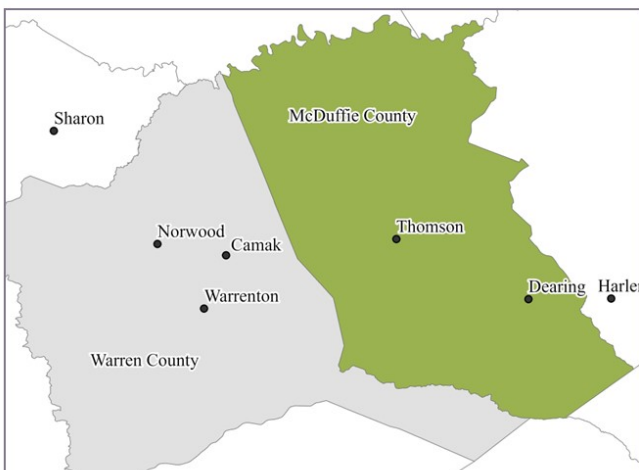 Sharon
McDuffie County
Norwood
Camak
Thomson
Warrenton
Dearing
Warren County